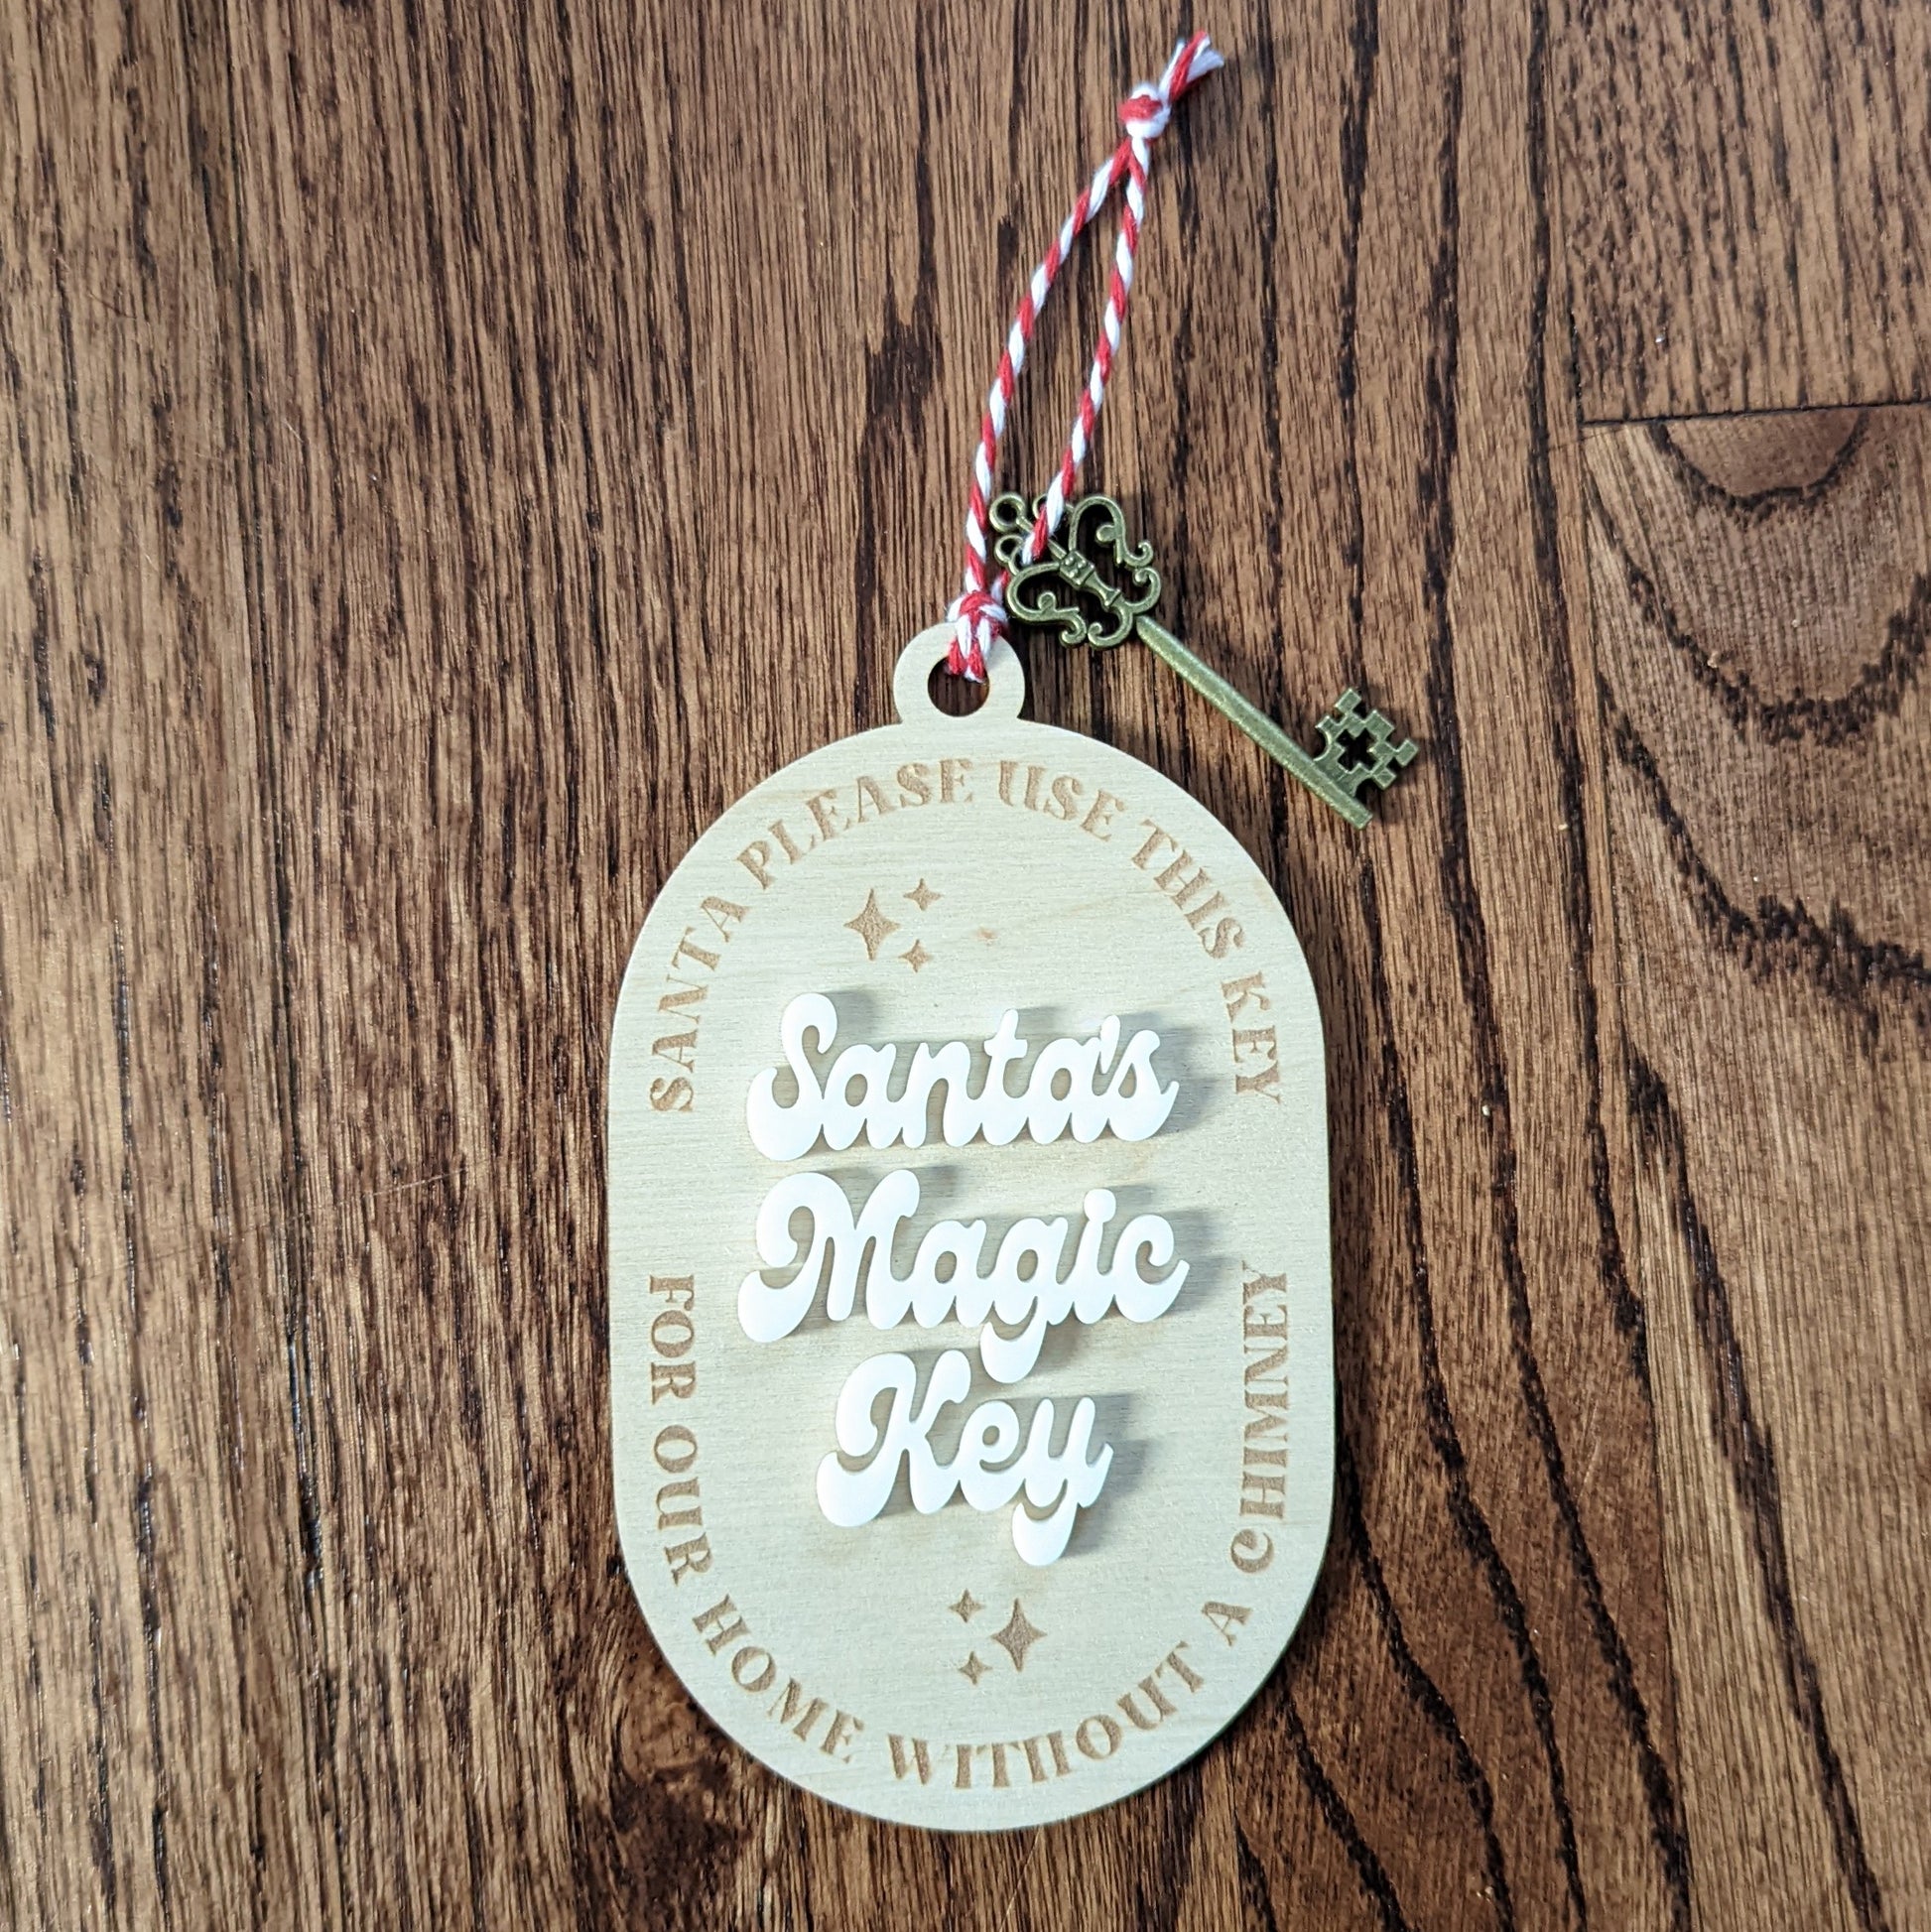 SANTA PLEASE USE THIS KEY
Santa's
Magic
Key
FOR OUR HOME WITHOUT A CHIMNEY